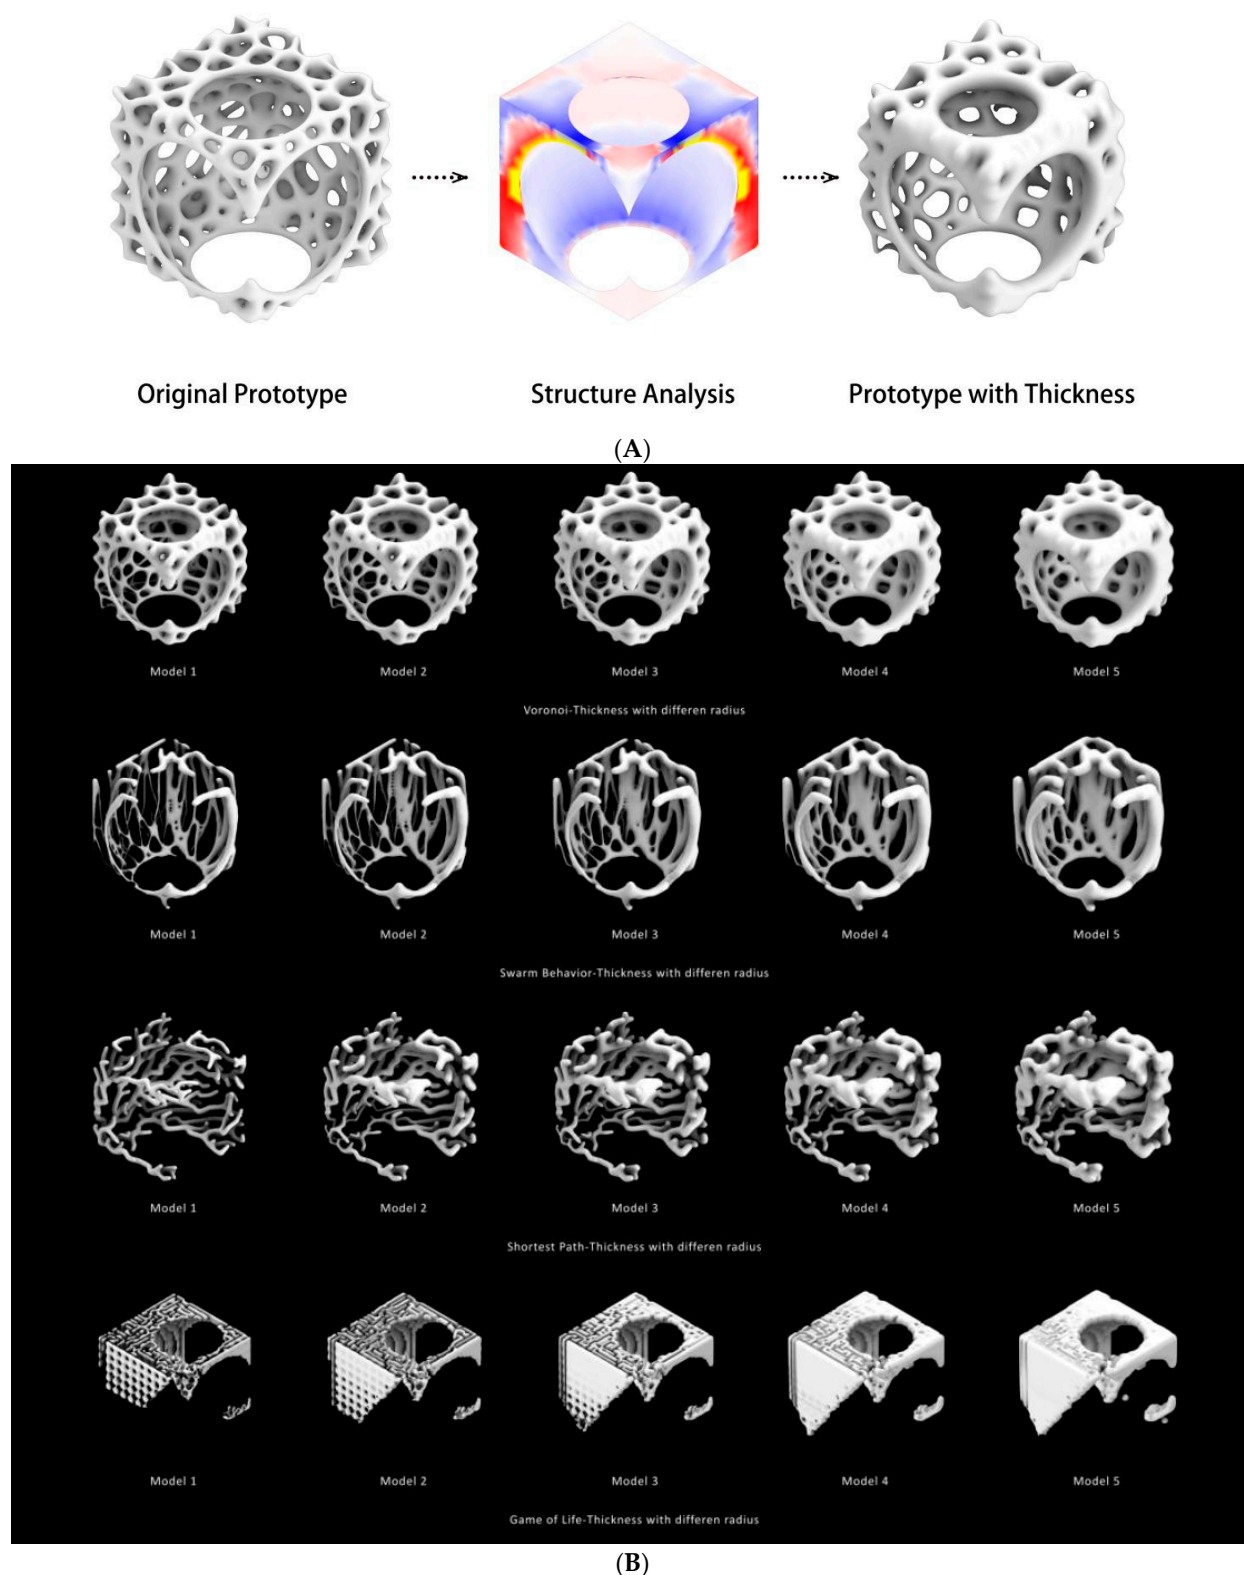 Original Prototype Structure Analysis Prototype with Thickness
(A)
Model 1 Model 2 Model 3 Model 4 Model 5
Voronoi-Thickness with differen radius
Model 1 Model 2 Model 3 Model 4 Model 5
Swarm Behavior-Thickness with differen radius
Model 1 Model 2 Model 3 Model 4 Model 5
Shortest Path-Thickness with differen radius
Model 1 Model 2 Model 3 Model 4 Model 5
Game of Life-Thickness with differen radius
(B)